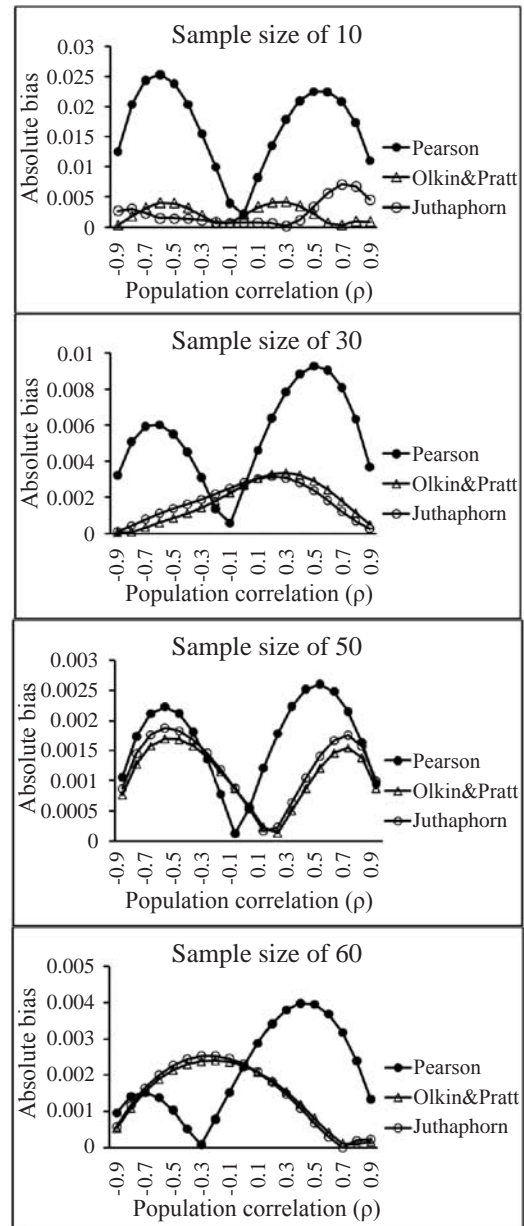 Sample size of 10
Absolute bias
0.03
0.025
0.02
0.015
0.01
0.005
0
-0.9
-0.7
-0.5
-0.3
-0.1
0.1
0.3
0.5
0.7
0.9
Population correlation (ρ)
Pearson
Olkin&Pratt
Juthaphorn
Sample size of 30
Absolute bias
0.01
0.008
0.006
0.004
0.002
0
-0.9
-0.7
-0.5
-0.3
-0.1
0.1
0.3
0.5
0.7
0.9
Population correlation (ρ)
Pearson
Olkin&Pratt
Juthaphorn
Sample size of 50
Absolute bias
0.003
0.0025
0.002
0.0015
0.001
0.0005
0
-0.9
-0.7
-0.5
-0.3
-0.1
0.1
0.3
0.5
0.7
0.9
Population correlation (ρ)
Pearson
Olkin&Pratt
Juthaphorn
Sample size of 60
Absolute bias
0.005
0.004
0.003
0.002
0.001
0
-0.9
-0.7
-0.5
-0.3
-0.1
0.1
0.3
0.5
0.7
0.9
Population correlation (ρ)
Pearson
Olkin&Pratt
Juthaphorn